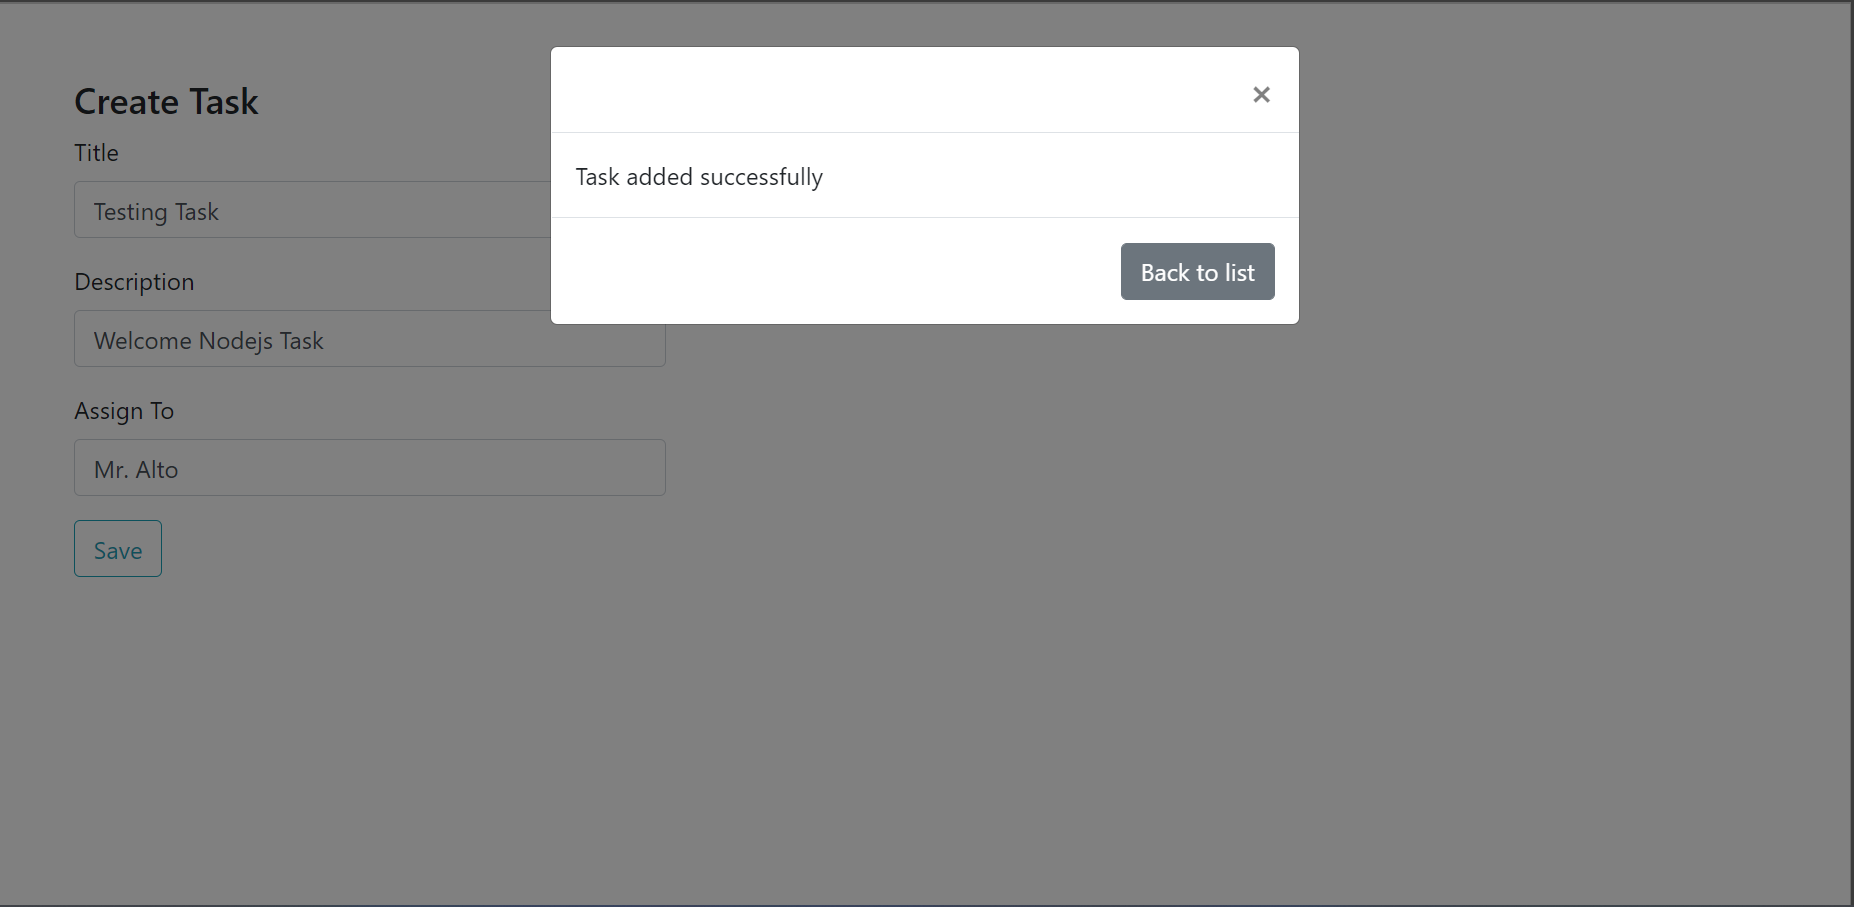 Create Task
Title
Testing Task
Description
Welcome Nodejs Task
Assign To
Mr. Alto
Save
×
Task added successfully
Back to list